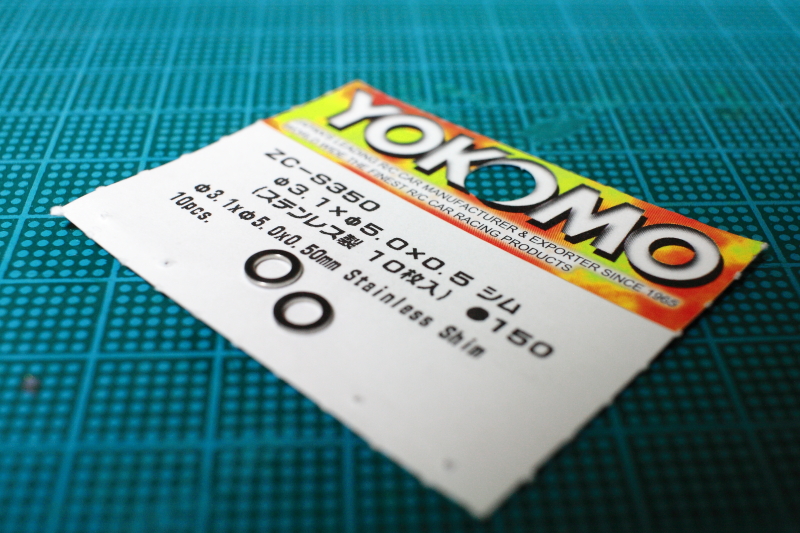 YOKOMO
JAPAN'S LEADING R/C CAR MANUFACTURER & EXPORTER SINCE 1965
WORLD WIDE THE FINEST R/C CAR RACING PRODUCTS
ZC-S350
Φ3.1×Φ5.0×0.5 シム
(ステンレス製 10枚入) ●150
Φ3.1xΦ5.0x0.50mm Stainless Shim
10pcs.